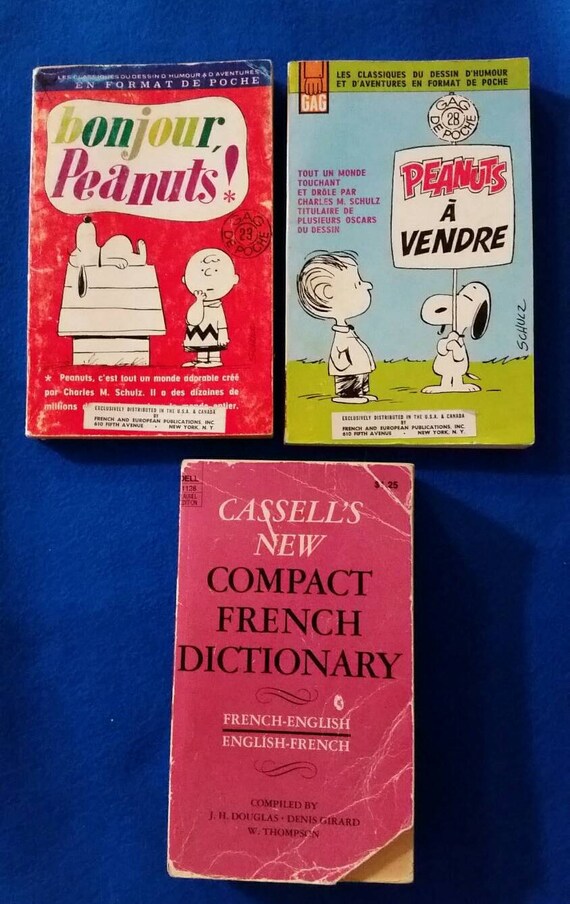 LES CLASSIQUES DU DESSIN D'HUMOUR & D'AVENTURES
EN FORMAT DE POCHE
bonjour,
Peanuts!*
GAG
23
DE POCHE
* Peanuts, c'est tout un monde adorable créé
par Charles M. Schulz. Il a des dizaines de
millions
entier.
EXCLUSIVELY DISTRIBUTED IN THE U.S.A. & CANADA
BY
FRENCH AND EUROPEAN PUBLICATIONS, INC.
610 FIFTH AVENUE - NEW YORK, N. Y.
GAG
LES CLASSIQUES DU DESSIN D'HUMOUR
ET D'AVENTURES EN FORMAT DE POCHE
GAG
28
DE POCHE
TOUT UN MONDE
TOUCHANT
ET DRÔLE PAR
CHARLES M. SCHULZ
TITULAIRE DE
PLUSIEURS OSCARS
DU DESSIN
PEANUTS
À
VENDRE
SCHULZ
EXCLUSIVELY DISTRIBUTED IN THE U.S.A. & CANADA
BY
FRENCH AND EUROPEAN PUBLICATIONS, INC.
610 FIFTH AVENUE - NEW YORK, N. Y.
DELL
$1.25
CASSELL'S
NEW
COMPACT
FRENCH
DICTIONARY
FRENCH-ENGLISH
ENGLISH-FRENCH
COMPILED BY
J. H. DOUGLAS · DENIS GIRARD
W. THOMPSON